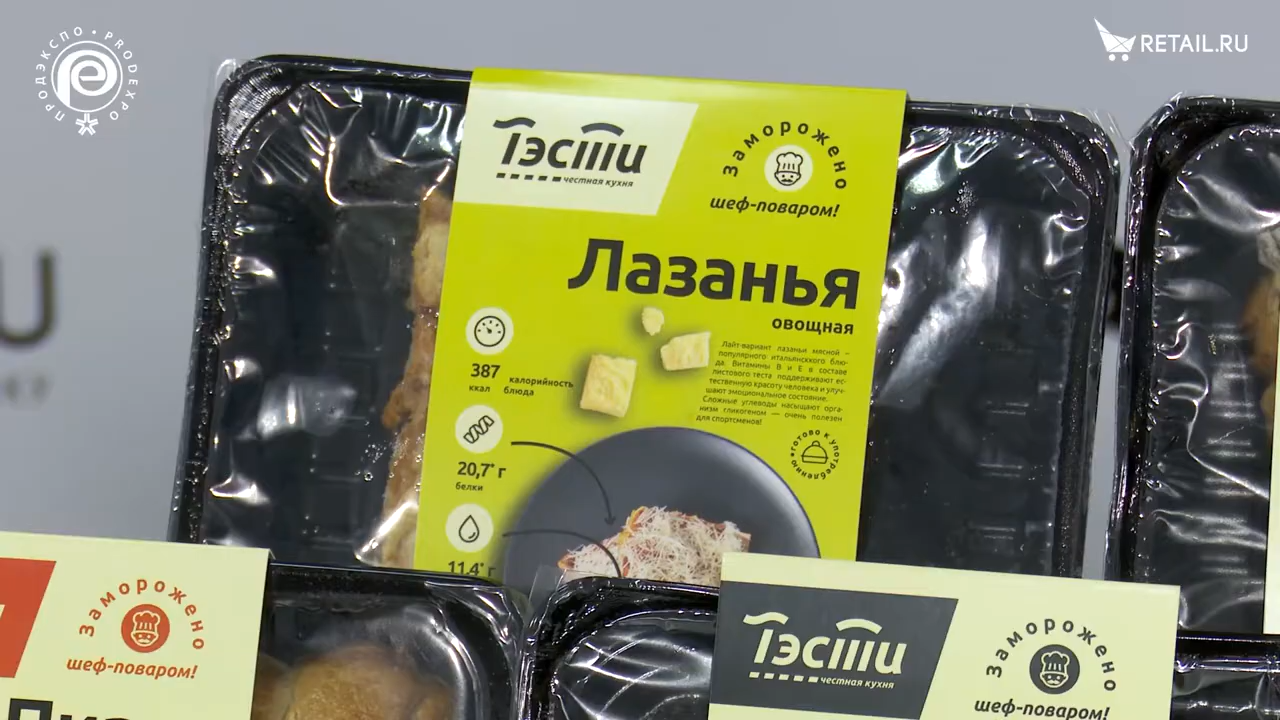 ПРОДЭКСПО • PRODEXPO
RETAIL.RU
Тэсти
честная кухня
Заморожено
шеф-поваром!
Лазанья
овощная
387
ккал
калорийность
блюда
20,7* г
белки
11,4* г
Лайт-вариант лазаньи мясной –
популярного итальянсккого блю-
да. Витамины В и Е в составе
листового теста поддерживают ес-
тественную красоту человека и улуч-
шают эмоциональное состояние.
Сложные углеводы насыщают орга-
низм гликогеном — очень полезен
для спортсменов!
готово к употреблению
Заморожено
шеф-поваром!
Тэсти
честная кухня
Заморожено
шеф-поваром!